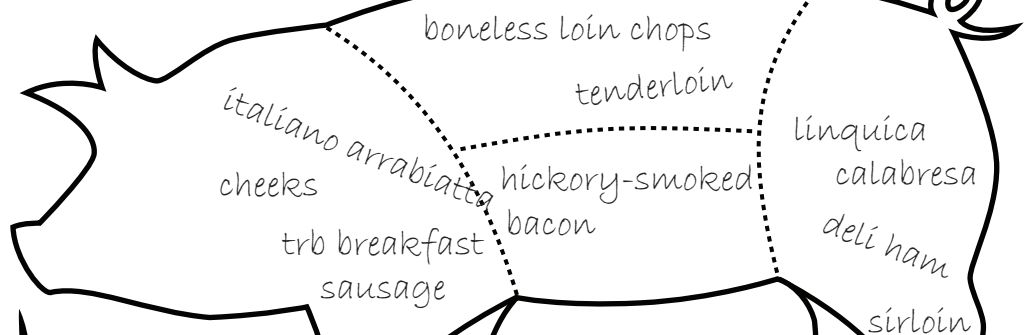 boneless loin chops
tenderloin
italiano arrabiatta
cheeks
trb breakfast
sausage
hickory-smoked
bacon
linquica
calabresa
deli ham
sirloin